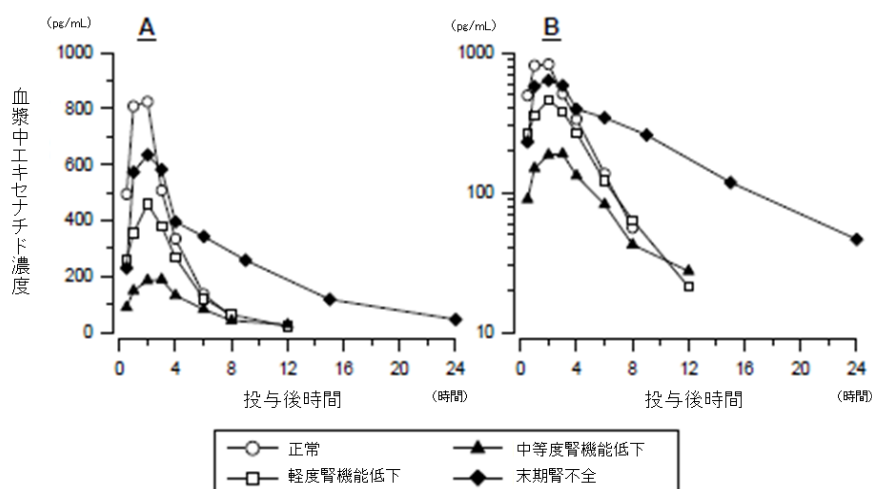 (pg/mL)
A
(pg/mL)
B
血漿中エキセナチド濃度
1000
800
600
400
200
0
1000
100
10
0 4 8 12 16 20 24
0 4 8 12 16 20 24
投与後時間 (時間)
投与後時間 (時間)
正常 中等度腎機能低下
軽度腎機能低下 末期腎不全